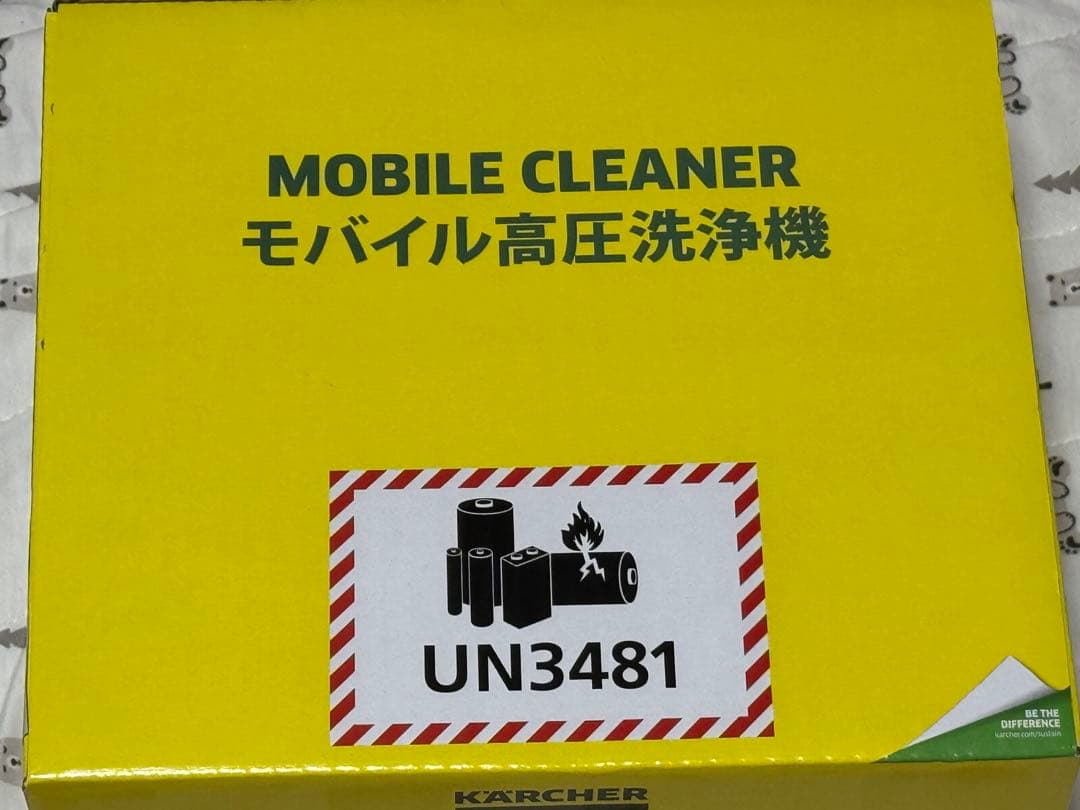 MOBILE CLEANER
モバイル高圧洗浄機
UN3481
BE THE
DIFFERENCE
karcher.com/sustain
KÄRCHER